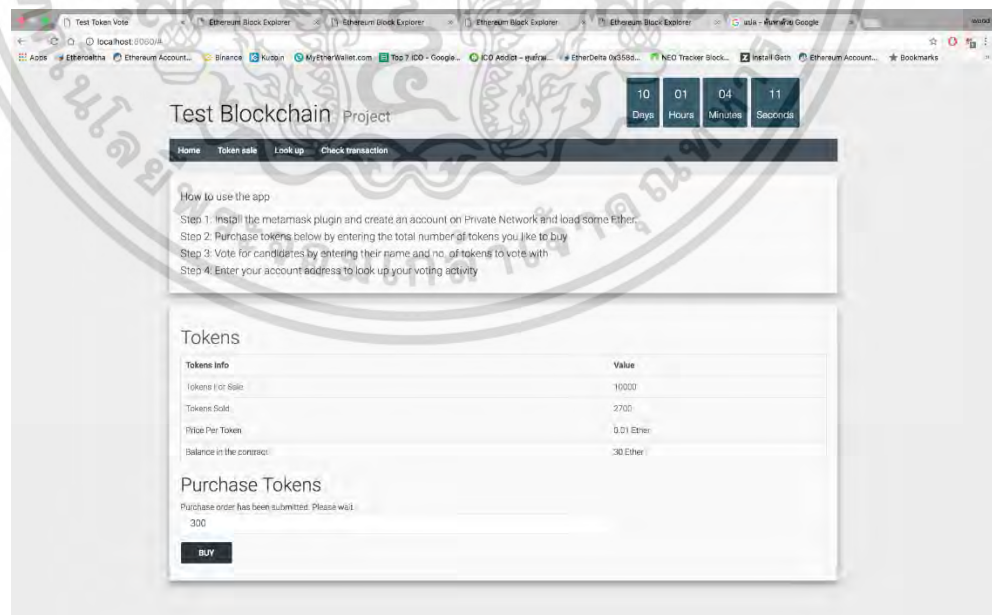 Test Token Vote
Ethereum Block Explorer
Ethereum Block Explorer
Ethereum Block Explorer
Ethereum Block Explorer
Google
localhost:8080/#
Apps
Etherdeltha
Ethereum Account...
Binance
Kucoin
MyEtherWallet.com
Top 7 ICO - Google...
ICO Addict -
EtherDelta 0x358d...
NEO Tracker Block...
Install Geth
Ethereum Account...
Bookmarks
Test Blockchain Project
10 01 04 11
Days Hours Minutes Seconds
Home Token sale Look up Check transaction
How to use the app
Step 1: Install the metamask plugin and create an account on Private Network and load some Ether.
Step 2: Purchase tokens below by entering the total number of tokens you like to buy
Step 3: Vote for candidates by entering their name and no. of tokens to vote with
Step 4: Enter your account address to look up your voting activity
Tokens
Tokens Info Value
Tokens For Sale 10000
Tokens Sold 2700
Price Per Token 0.01 Ether
Balance in the contract 30 Ether
Purchase Tokens
Purchase order has been submitted. Please wait.
300
BUY